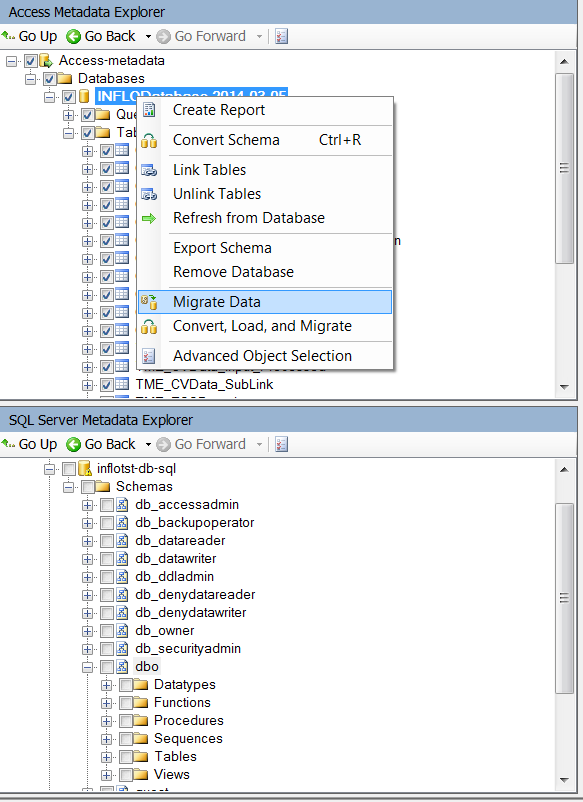 Access Metadata Explorer
Go Up Go Back Go Forward
Access-metadata
Databases
INFLODatabase-2014-03-05
Create Report
Convert Schema Ctrl+R
Link Tables
Unlink Tables
Refresh from Database
Export Schema
Remove Database
Migrate Data
Convert, Load, and Migrate
Advanced Object Selection
TME_CVData_SubLink
SQL Server Metadata Explorer
Go Up Go Back Go Forward
inflotst-db-sql
Schemas
db_accessadmin
db_backupoperator
db_datareader
db_datawriter
db_ddladmin
db_denydatareader
db_denydatawriter
db_owner
db_securityadmin
dbo
Datatypes
Functions
Procedures
Sequences
Tables
Views